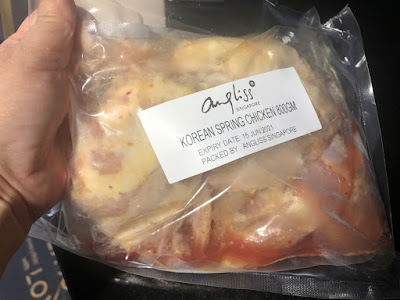 angliss
SINGAPORE
KOREAN SPRING CHICKEN 800GM
EXPIRY DATE: 15 JUN 2021
PACKED BY : ANGLISS SINGAPORE